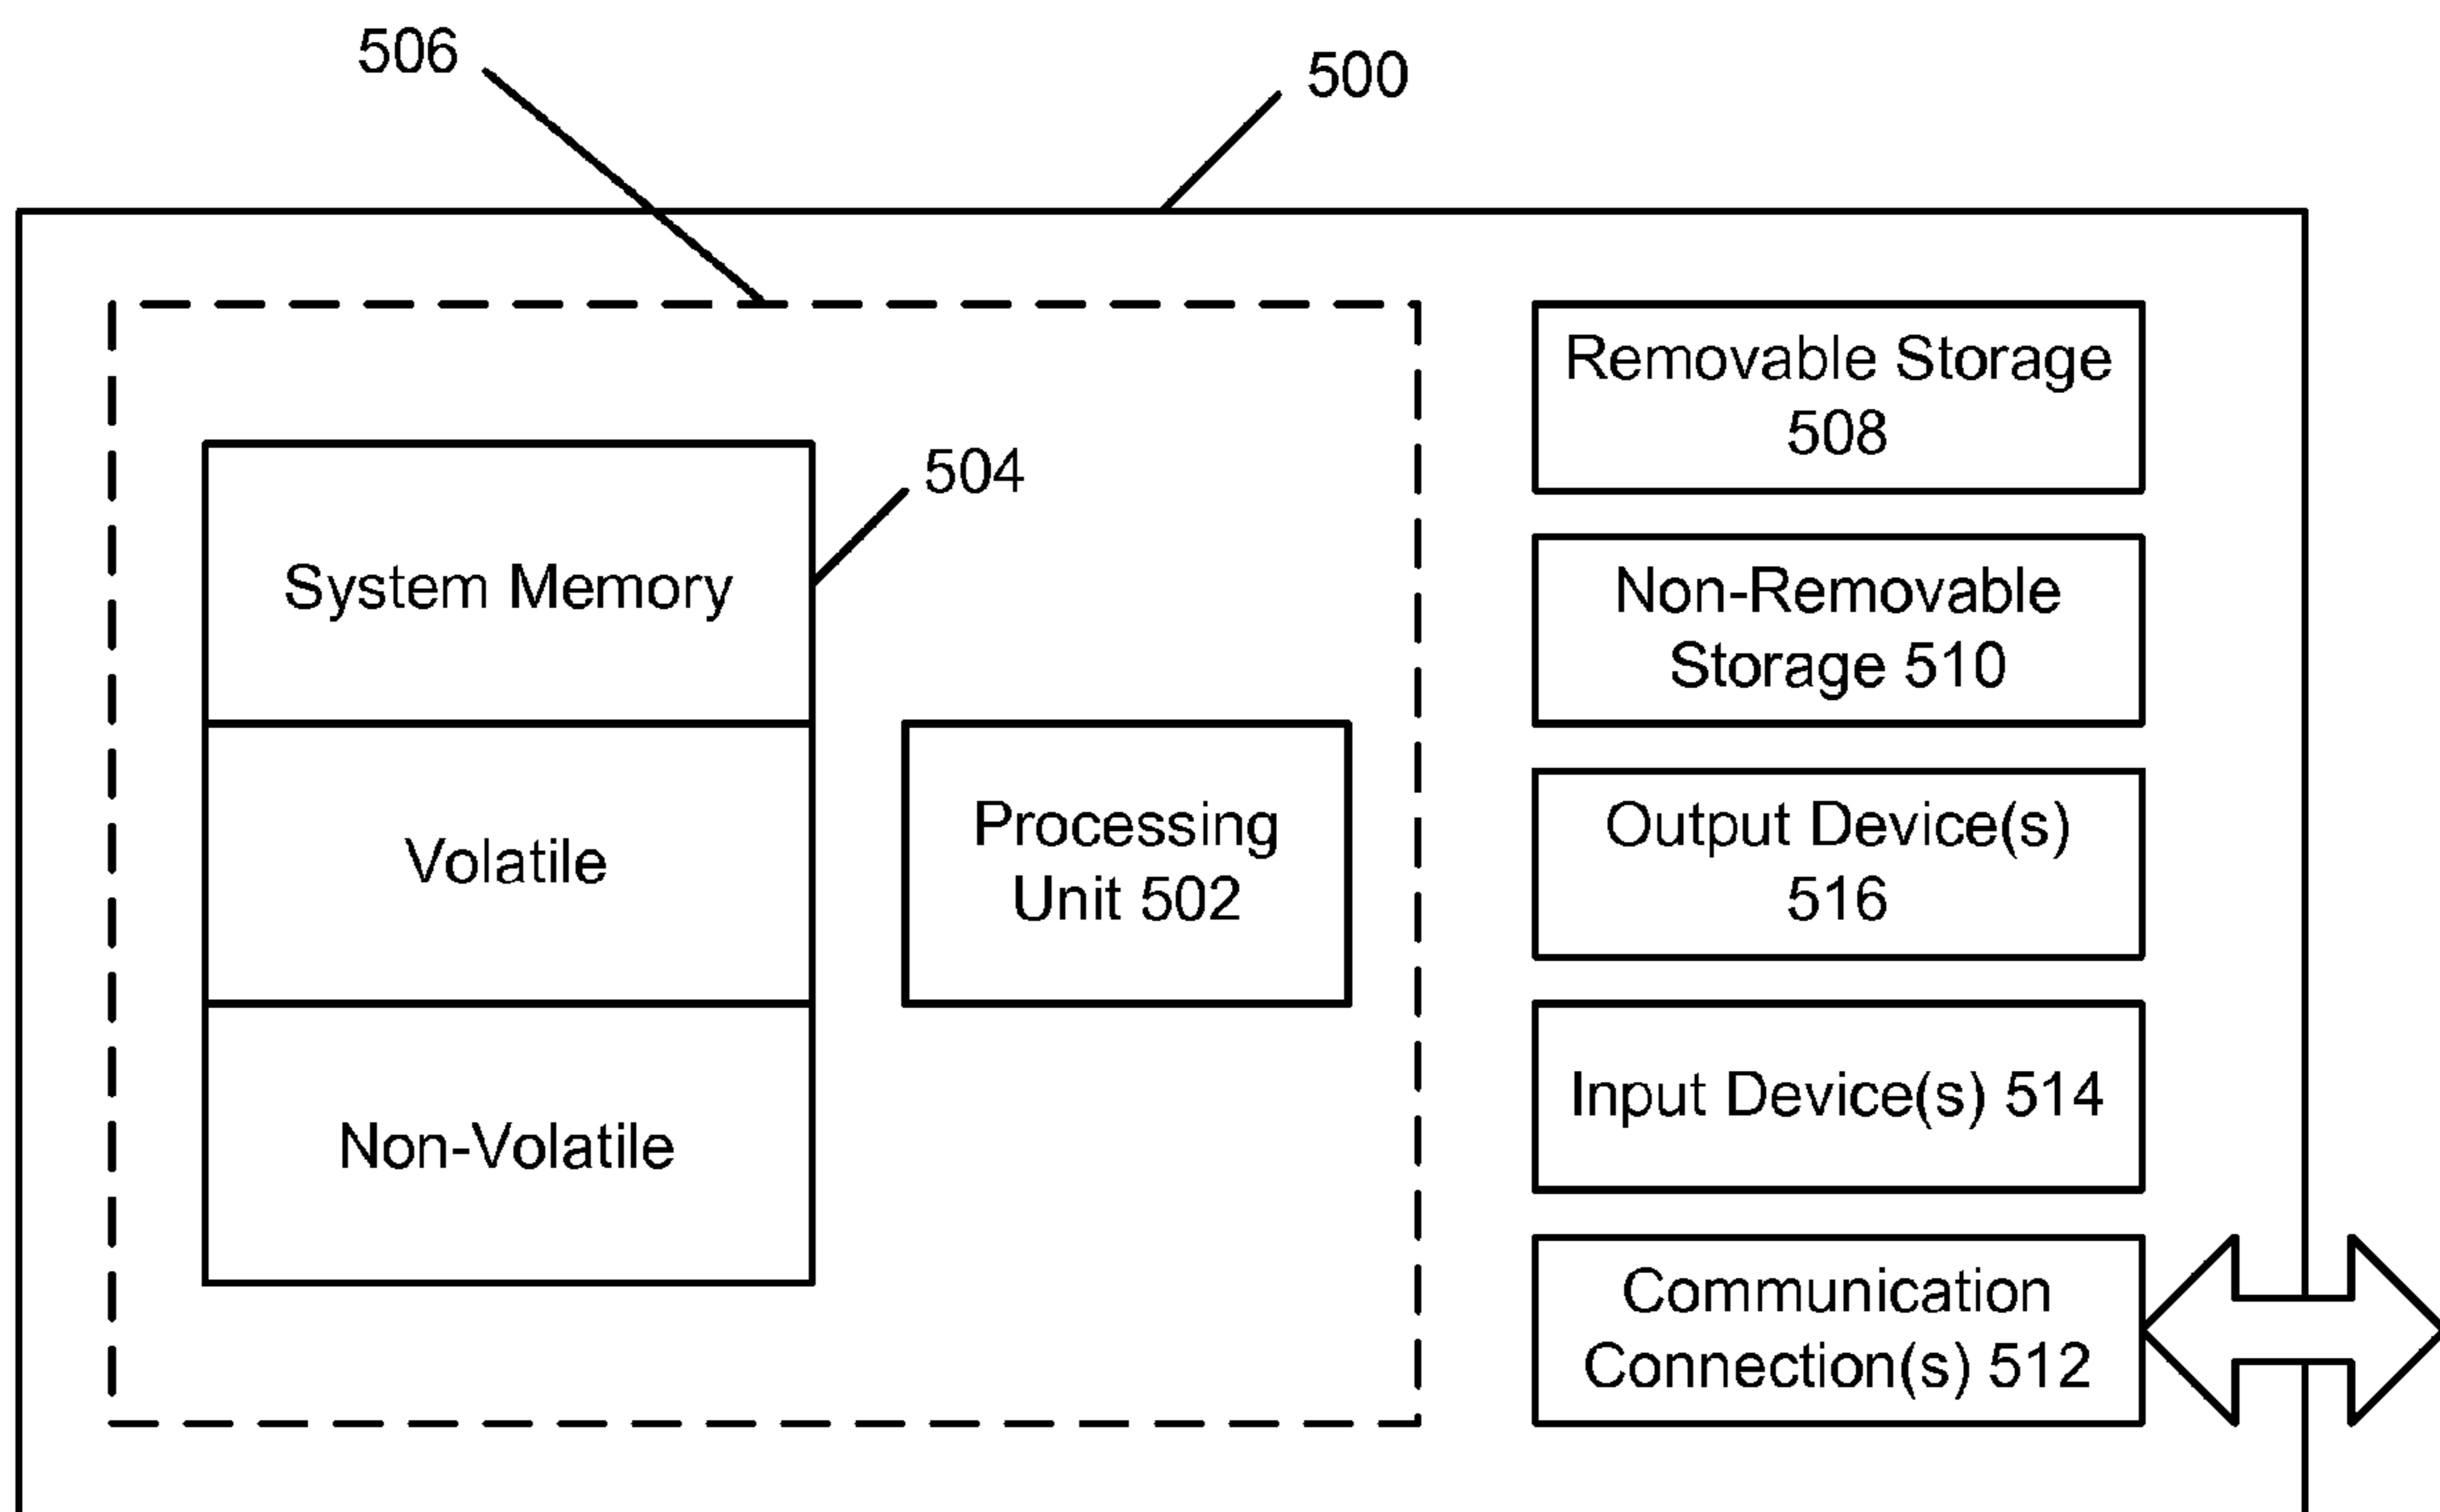 506
500
504
System Memory
Volatile
Non-Volatile
Processing
Unit 502
Removable Storage
508
Non-Removable
Storage 510
Output Device(s)
516
Input Device(s) 514
Communication
Connection(s) 512